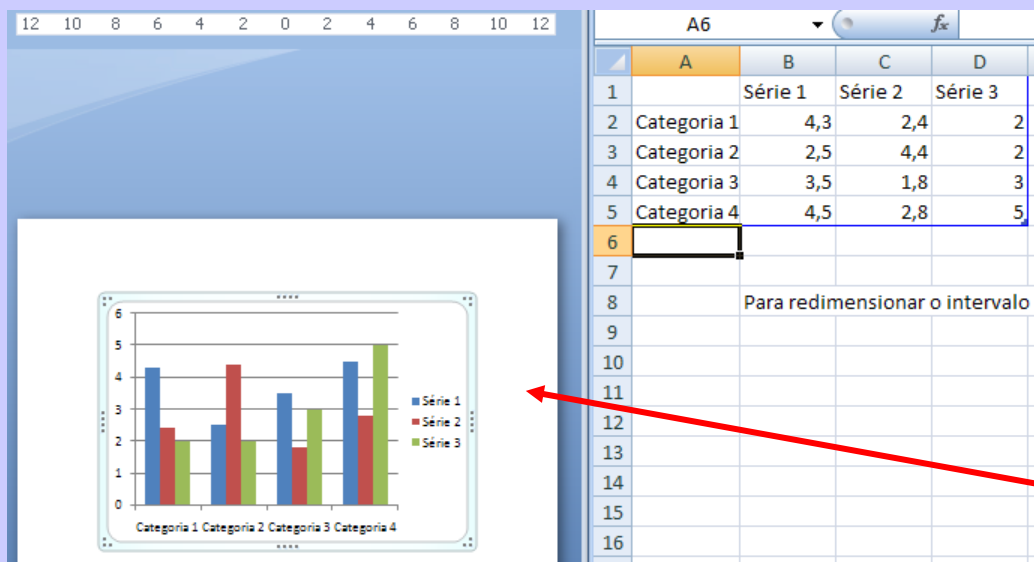 12 10 8 6 4 2 0 2 4 6 8 10 12
6
5
4
3
2
1
0
Categoria 1 Categoria 2 Categoria 3 Categoria 4
Série 1
Série 2
Série 3
A6 fx
A B C D
1 Série 1 Série 2 Série 3
2 Categoria 1 4,3 2,4 2
3 Categoria 2 2,5 4,4 2
4 Categoria 3 3,5 1,8 3
5 Categoria 4 4,5 2,8 5
6
7
8 Para redimensionar o intervalo
9
10
11
12
13
14
15
16